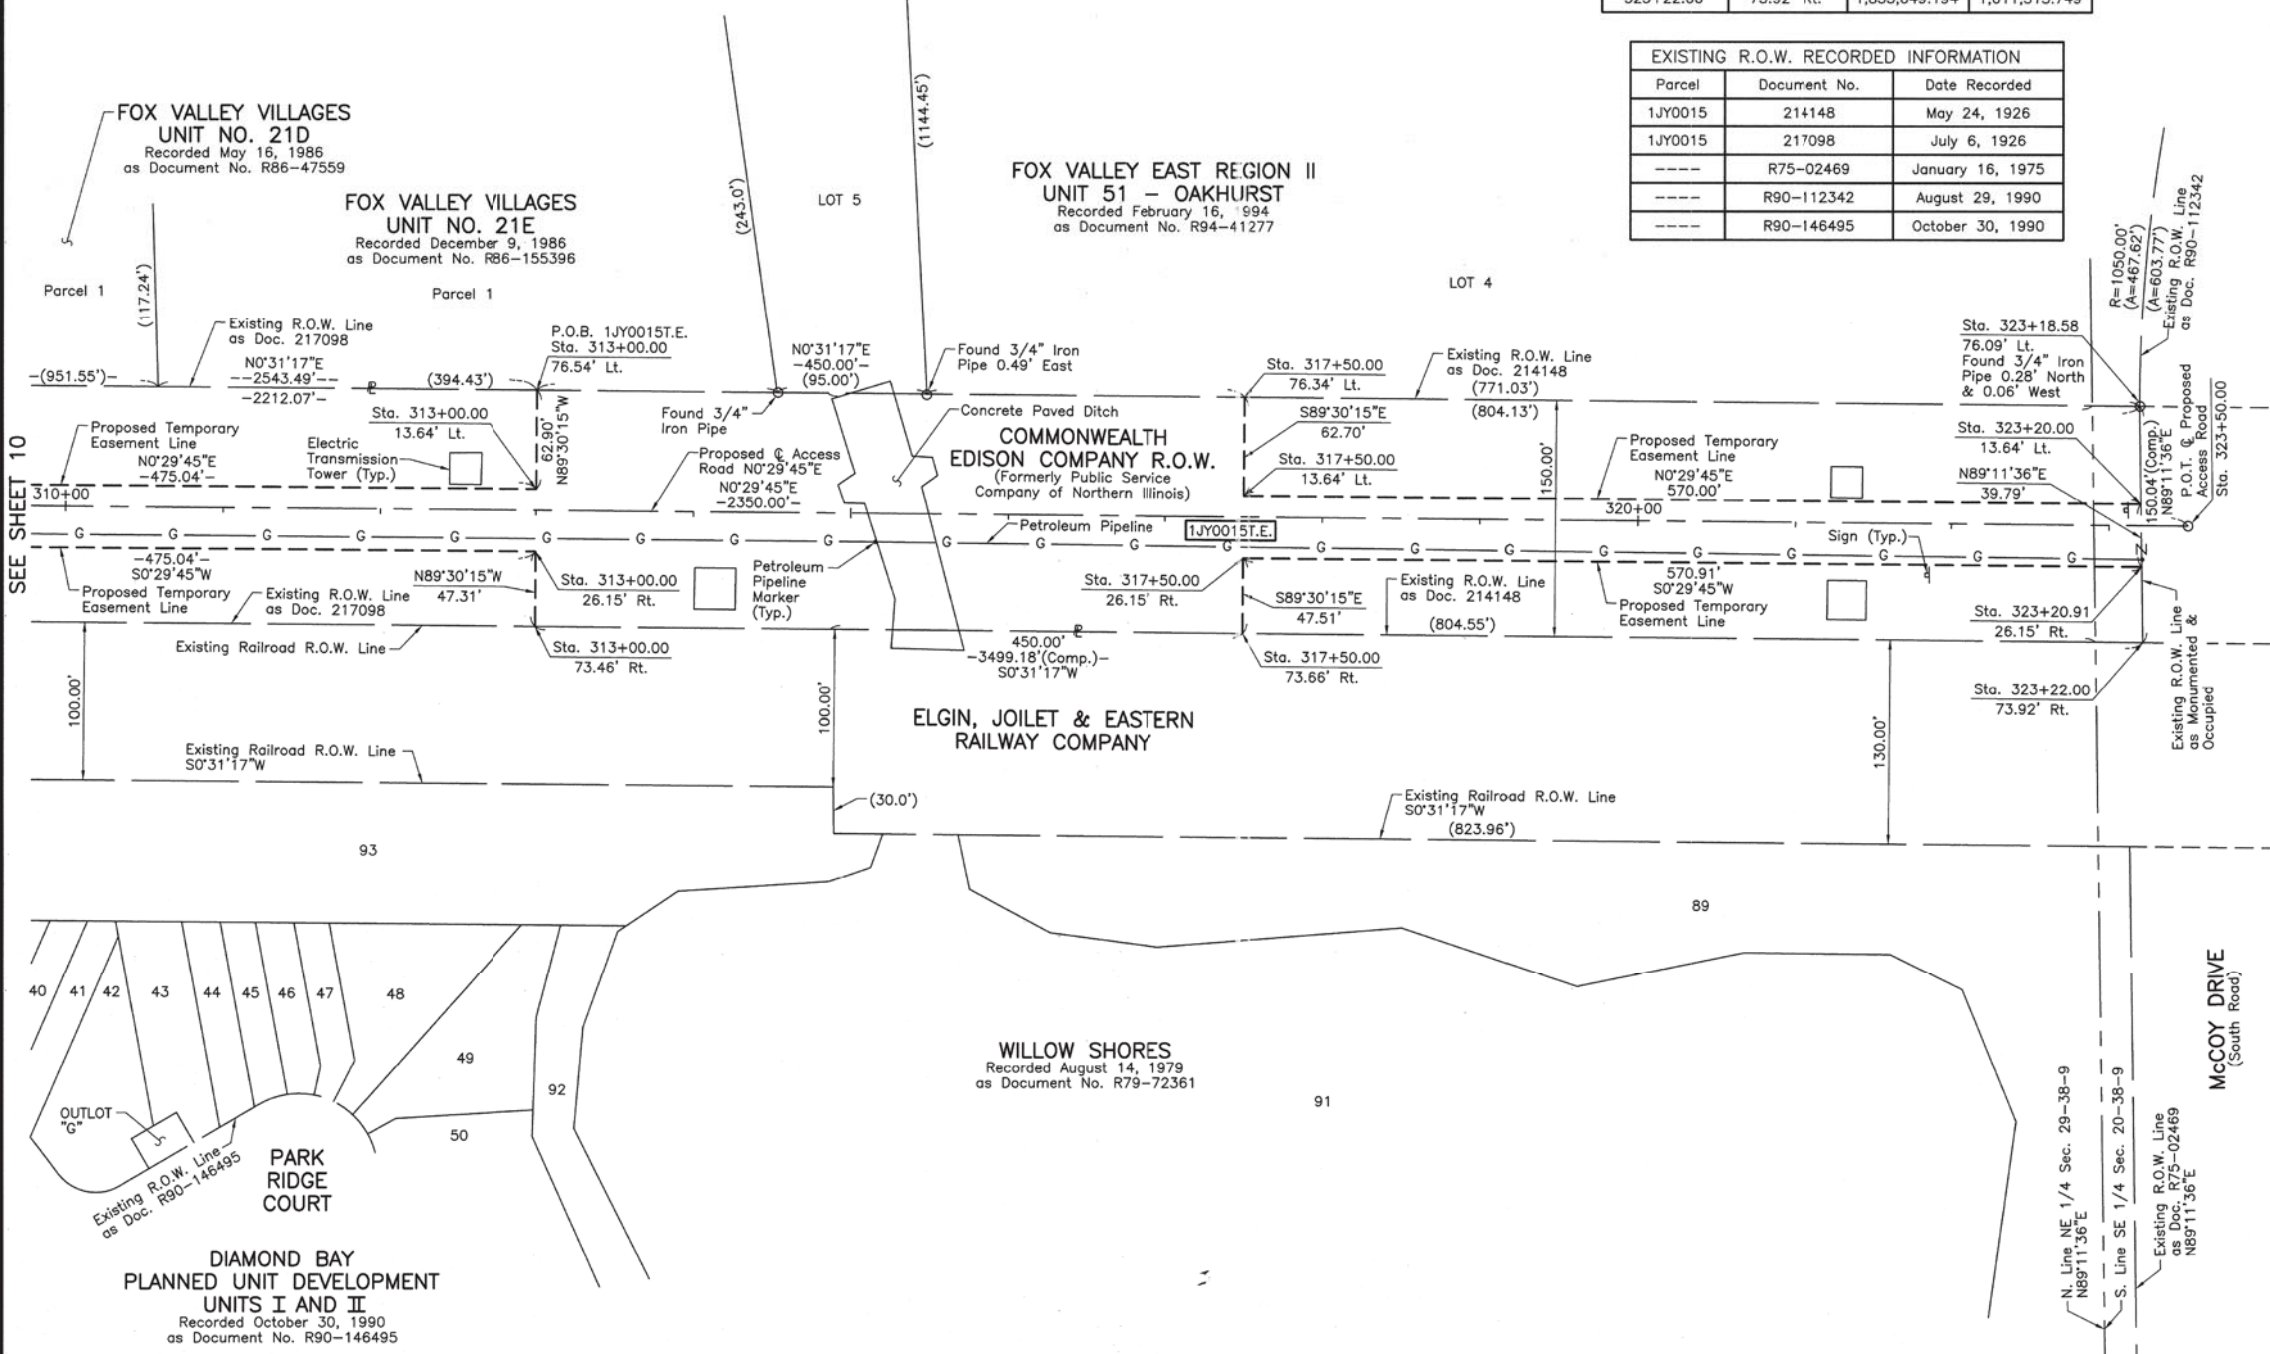 EXISTING R.O.W. RECORDED INFORMATION
Parcel Document No. Date Recorded
1JY0015 214148 May 24, 1926
1JY0015 217098 July 6, 1926
---- R75-02469 January 16, 1975
---- R90-112342 August 29, 1990
---- R90-146495 October 30, 1990
FOX VALLEY VILLAGES
UNIT NO. 21D
Recorded May 16, 1986
as Document No. R86-47559
FOX VALLEY VILLAGES
UNIT NO. 21E
Recorded December 9, 1986
as Document No. R86-155396
Parcel 1
(117.24')
Parcel 1
(243.0')
LOT 5
(1144.45')
FOX VALLEY EAST REGION II
UNIT 51 - OAKHURST
Recorded February 16, 1994
as Document No. R94-41277
LOT 4
R=1050.00'
(A=467.62')
(A=603.77')
Existing R.O.W. Line
as Doc. R90-112342
Existing R.O.W. Line
as Doc. 217098
N0°31'17"E
--2543.49'--
-2212.07'-
-(951.55')-
(394.43')
P.O.B. 1JY0015T.E.
Sta. 313+00.00
76.54' Lt.
N0°31'17"E
-450.00'-
(95.00')
Found 3/4" Iron
Pipe 0.49' East
Sta. 317+50.00
76.34' Lt.
Existing R.O.W. Line
as Doc. 214148
(771.03')
(804.13')
Sta. 323+18.58
76.09' Lt.
Found 3/4" Iron
Pipe 0.28' North
& 0.06' West
Sta. 313+00.00
13.64' Lt.
62.90'
N89°30'15"W
Found 3/4"
Iron Pipe
Concrete Paved Ditch
COMMONWEALTH
EDISON COMPANY R.O.W.
(Formerly Public Service
Company of Northern Illinois)
S89°30'15"E
62.70'
Sta. 317+50.00
13.64' Lt.
150.00'
Proposed Temporary
Easement Line
N0°29'45"E
570.00'
Sta. 323+20.00
13.64' Lt.
N89°11'36"E
39.79'
150.04'(Comp.)
N89°11'36"E
P.O.T. ℄ Proposed
Access Road
Sta. 323+50.00
SEE SHEET 10
Proposed Temporary
Easement Line
N0°29'45"E
-475.04'-
Electric
Transmission
Tower (Typ.)
Proposed ℄ Access
Road N0°29'45"E
N0°29'45"E
-2350.00'-
310+00
320+00
Petroleum Pipeline
1JY0015T.E.
Sign (Typ.)
G G G G G G G G G G G G G G G G G G G G G G
-475.04'-
S0°29'45"W
Proposed Temporary
Easement Line
Existing R.O.W. Line
as Doc. 217098
N89°30'15"W
47.31'
Sta. 313+00.00
26.15' Rt.
Petroleum
Pipeline
Marker
(Typ.)
Sta. 317+50.00
26.15' Rt.
S89°30'15"E
47.51'
Existing R.O.W. Line
as Doc. 214148
(804.55')
570.91'
S0°29'45"W
Proposed Temporary
Easement Line
Sta. 323+20.91
26.15' Rt.
Existing R.O.W. Line
as Monumented &
Occupied
Existing Railroad R.O.W. Line
Sta. 313+00.00
73.46' Rt.
450.00'
-3499.18'(Comp.)-
S0°31'17"W
Sta. 317+50.00
73.66' Rt.
Sta. 323+22.00
73.92' Rt.
100.00'
100.00'
130.00'
ELGIN, JOILET & EASTERN
RAILWAY COMPANY
Existing Railroad R.O.W. Line
S0°31'17"W
(30.0')
Existing Railroad R.O.W. Line
S0°31'17"W
(823.96')
93
89
40 41 42 43 44 45 46 47 48
49
92
50
91
OUTLOT
"G"
Existing R.O.W. Line
as Doc. R90-146495
PARK
RIDGE
COURT
WILLOW SHORES
Recorded August 14, 1979
as Document No. R79-72361
DIAMOND BAY
PLANNED UNIT DEVELOPMENT
UNITS I AND II
Recorded October 30, 1990
as Document No. R90-146495
McCOY DRIVE
(South Road)
N. Line NE 1/4 Sec. 29-38-9
N89°11'36"E
S. Line SE 1/4 Sec. 20-38-9
Existing R.O.W. Line
as Doc. R75-02469
N89°11'36"E